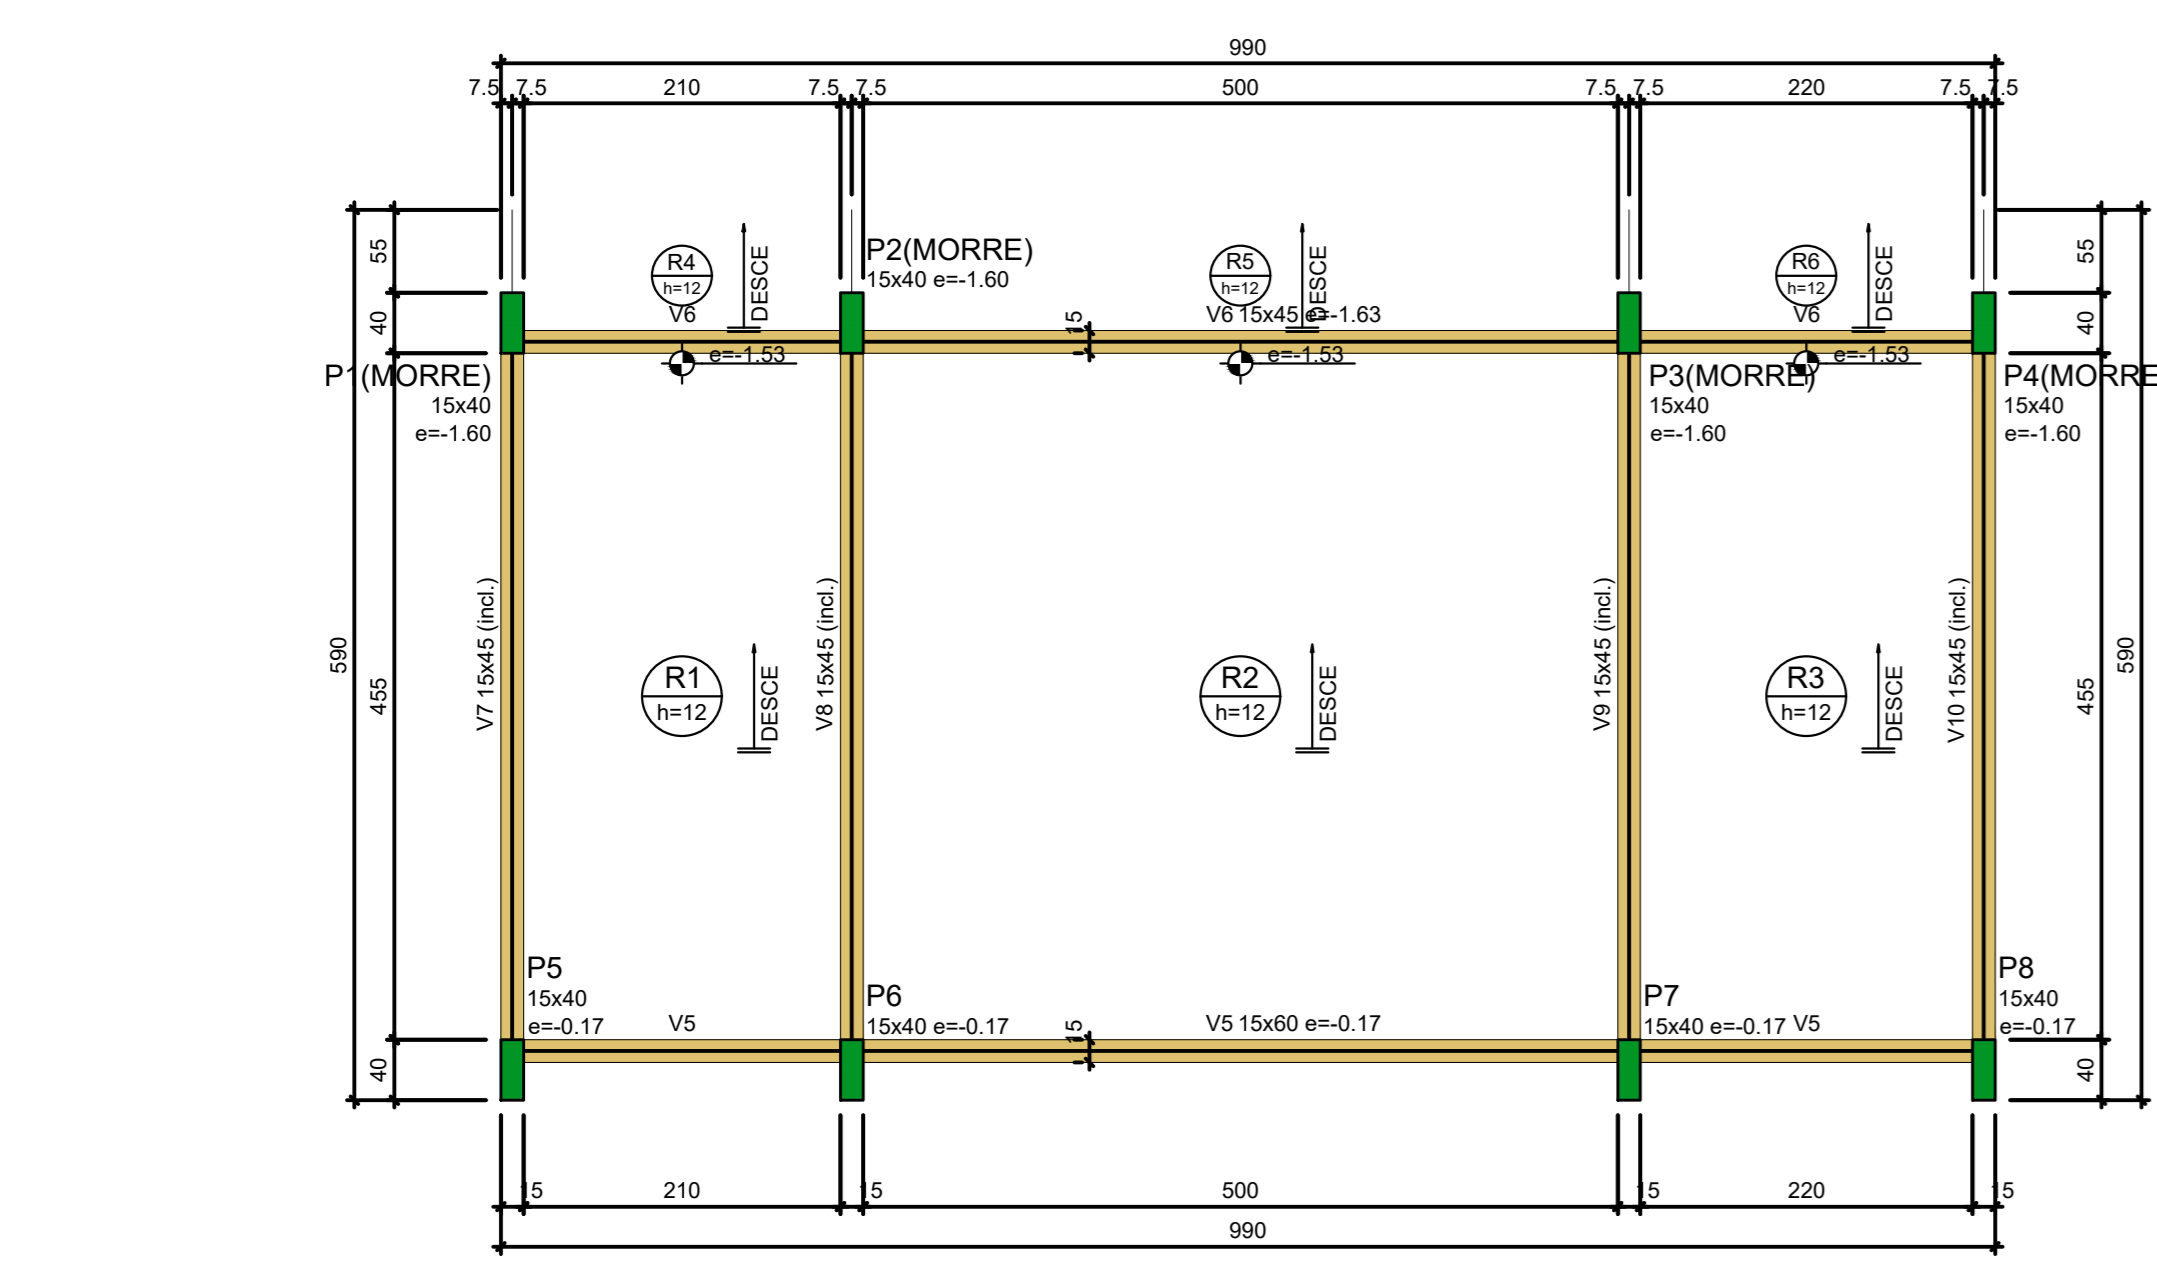 990
7.5 7.5 210 7.5 7.5 500 7.5 7.5 220 7.5 7.5
55
40
590
455
40
R4
h=12
DESCE
V6
e=-1.53
P2(MORRE)
15x40 e=-1.60
R5
h=12
DESCE
V6 15x45 e=-1.63
15
e=-1.53
R6
h=12
DESCE
V6
e=-1.53
55
40
590
455
40
P1(MORRE)
15x40
e=-1.60
P3(MORRE)
15x40
e=-1.60
P4(MORRE
15x40
e=-1.60
V7 15x45 (incl.)
V8 15x45 (incl.)
V9 15x45 (incl.)
V10 15x45 (incl.)
R1
h=12
DESCE
R2
h=12
DESCE
R3
h=12
DESCE
P5
15x40
e=-0.17
V5
P6
15x40 e=-0.17
15
V5 15x60 e=-0.17
P7
15x40 e=-0.17
V5
P8
15x40
e=-0.17
15 210 15 500 15 220 15
990